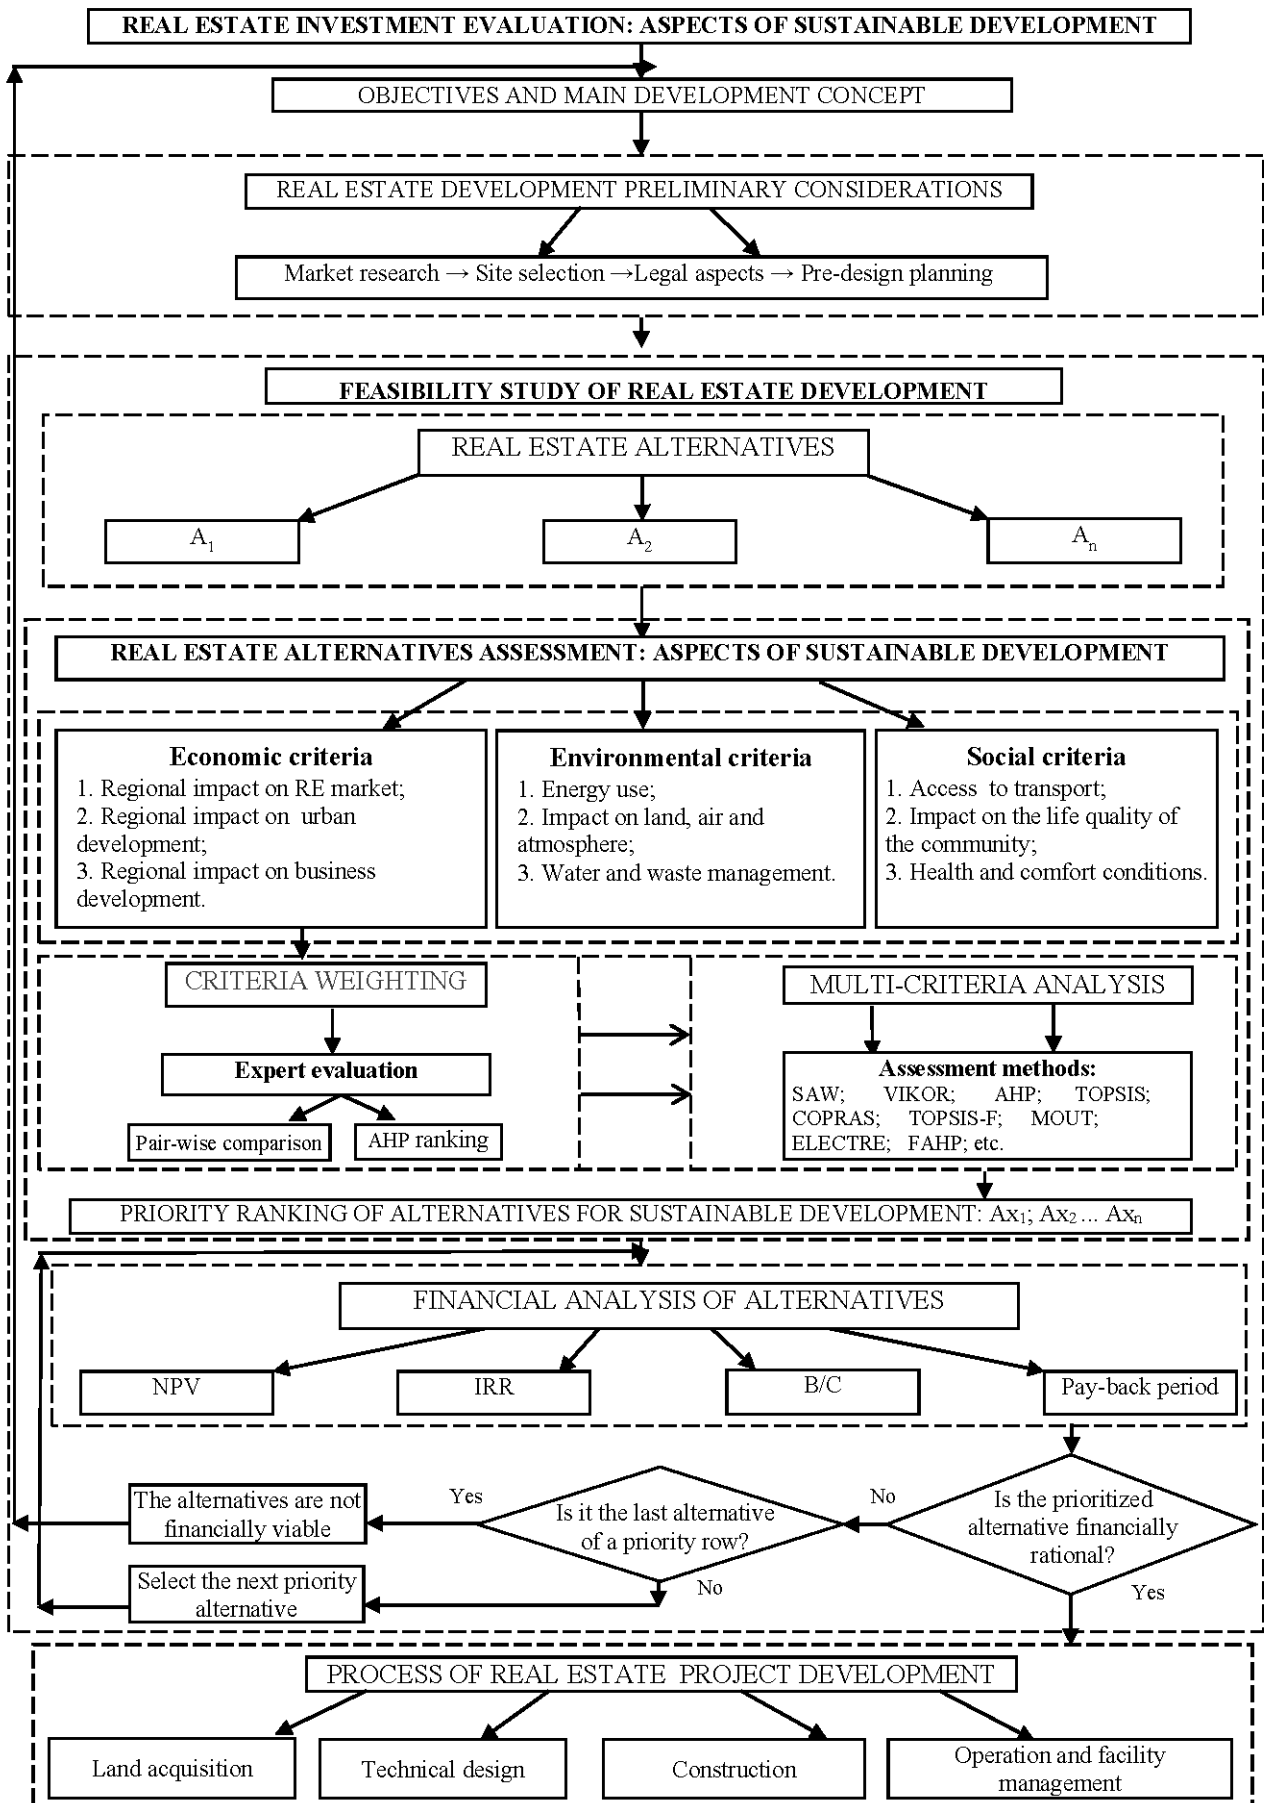 REAL ESTATE INVESTMENT EVALUATION: ASPECTS OF SUSTAINABLE DEVELOPMENT
OBJECTIVES AND MAIN DEVELOPMENT CONCEPT
REAL ESTATE DEVELOPMENT PRELIMINARY CONSIDERATIONS
Market research → Site selection →Legal aspects → Pre-design planning
FEASIBILITY STUDY OF REAL ESTATE DEVELOPMENT
REAL ESTATE ALTERNATIVES
A1
A2
An
REAL ESTATE ALTERNATIVES ASSESSMENT: ASPECTS OF SUSTAINABLE DEVELOPMENT
Economic criteria
1. Regional impact on RE market;
2. Regional impact on urban
development;
3. Regional impact on business
development.
Environmental criteria
1. Energy use;
2. Impact on land, air and
atmosphere;
3. Water and waste management.
Social criteria
1. Access to transport;
2. Impact on the life quality of
the community;
3. Health and comfort conditions.
CRITERIA WEIGHTING
Expert evaluation
Pair-wise comparison
AHP ranking
MULTI-CRITERIA ANALYSIS
Assessment methods:
SAW; VIKOR; AHP; TOPSIS;
COPRAS; TOPSIS-F; MOUT;
ELECTRE; FAHP; etc.
PRIORITY RANKING OF ALTERNATIVES FOR SUSTAINABLE DEVELOPMENT: Ax1; Ax2 ... Axn
FINANCIAL ANALYSIS OF ALTERNATIVES
NPV
IRR
B/C
Pay-back period
Is the prioritized
alternative financially
rational?
No
Yes
Is it the last alternative
of a priority row?
Yes
No
The alternatives are not
financially viable
Select the next priority
alternative
PROCESS OF REAL ESTATE PROJECT DEVELOPMENT
Land acquisition
Technical design
Construction
Operation and facility
management